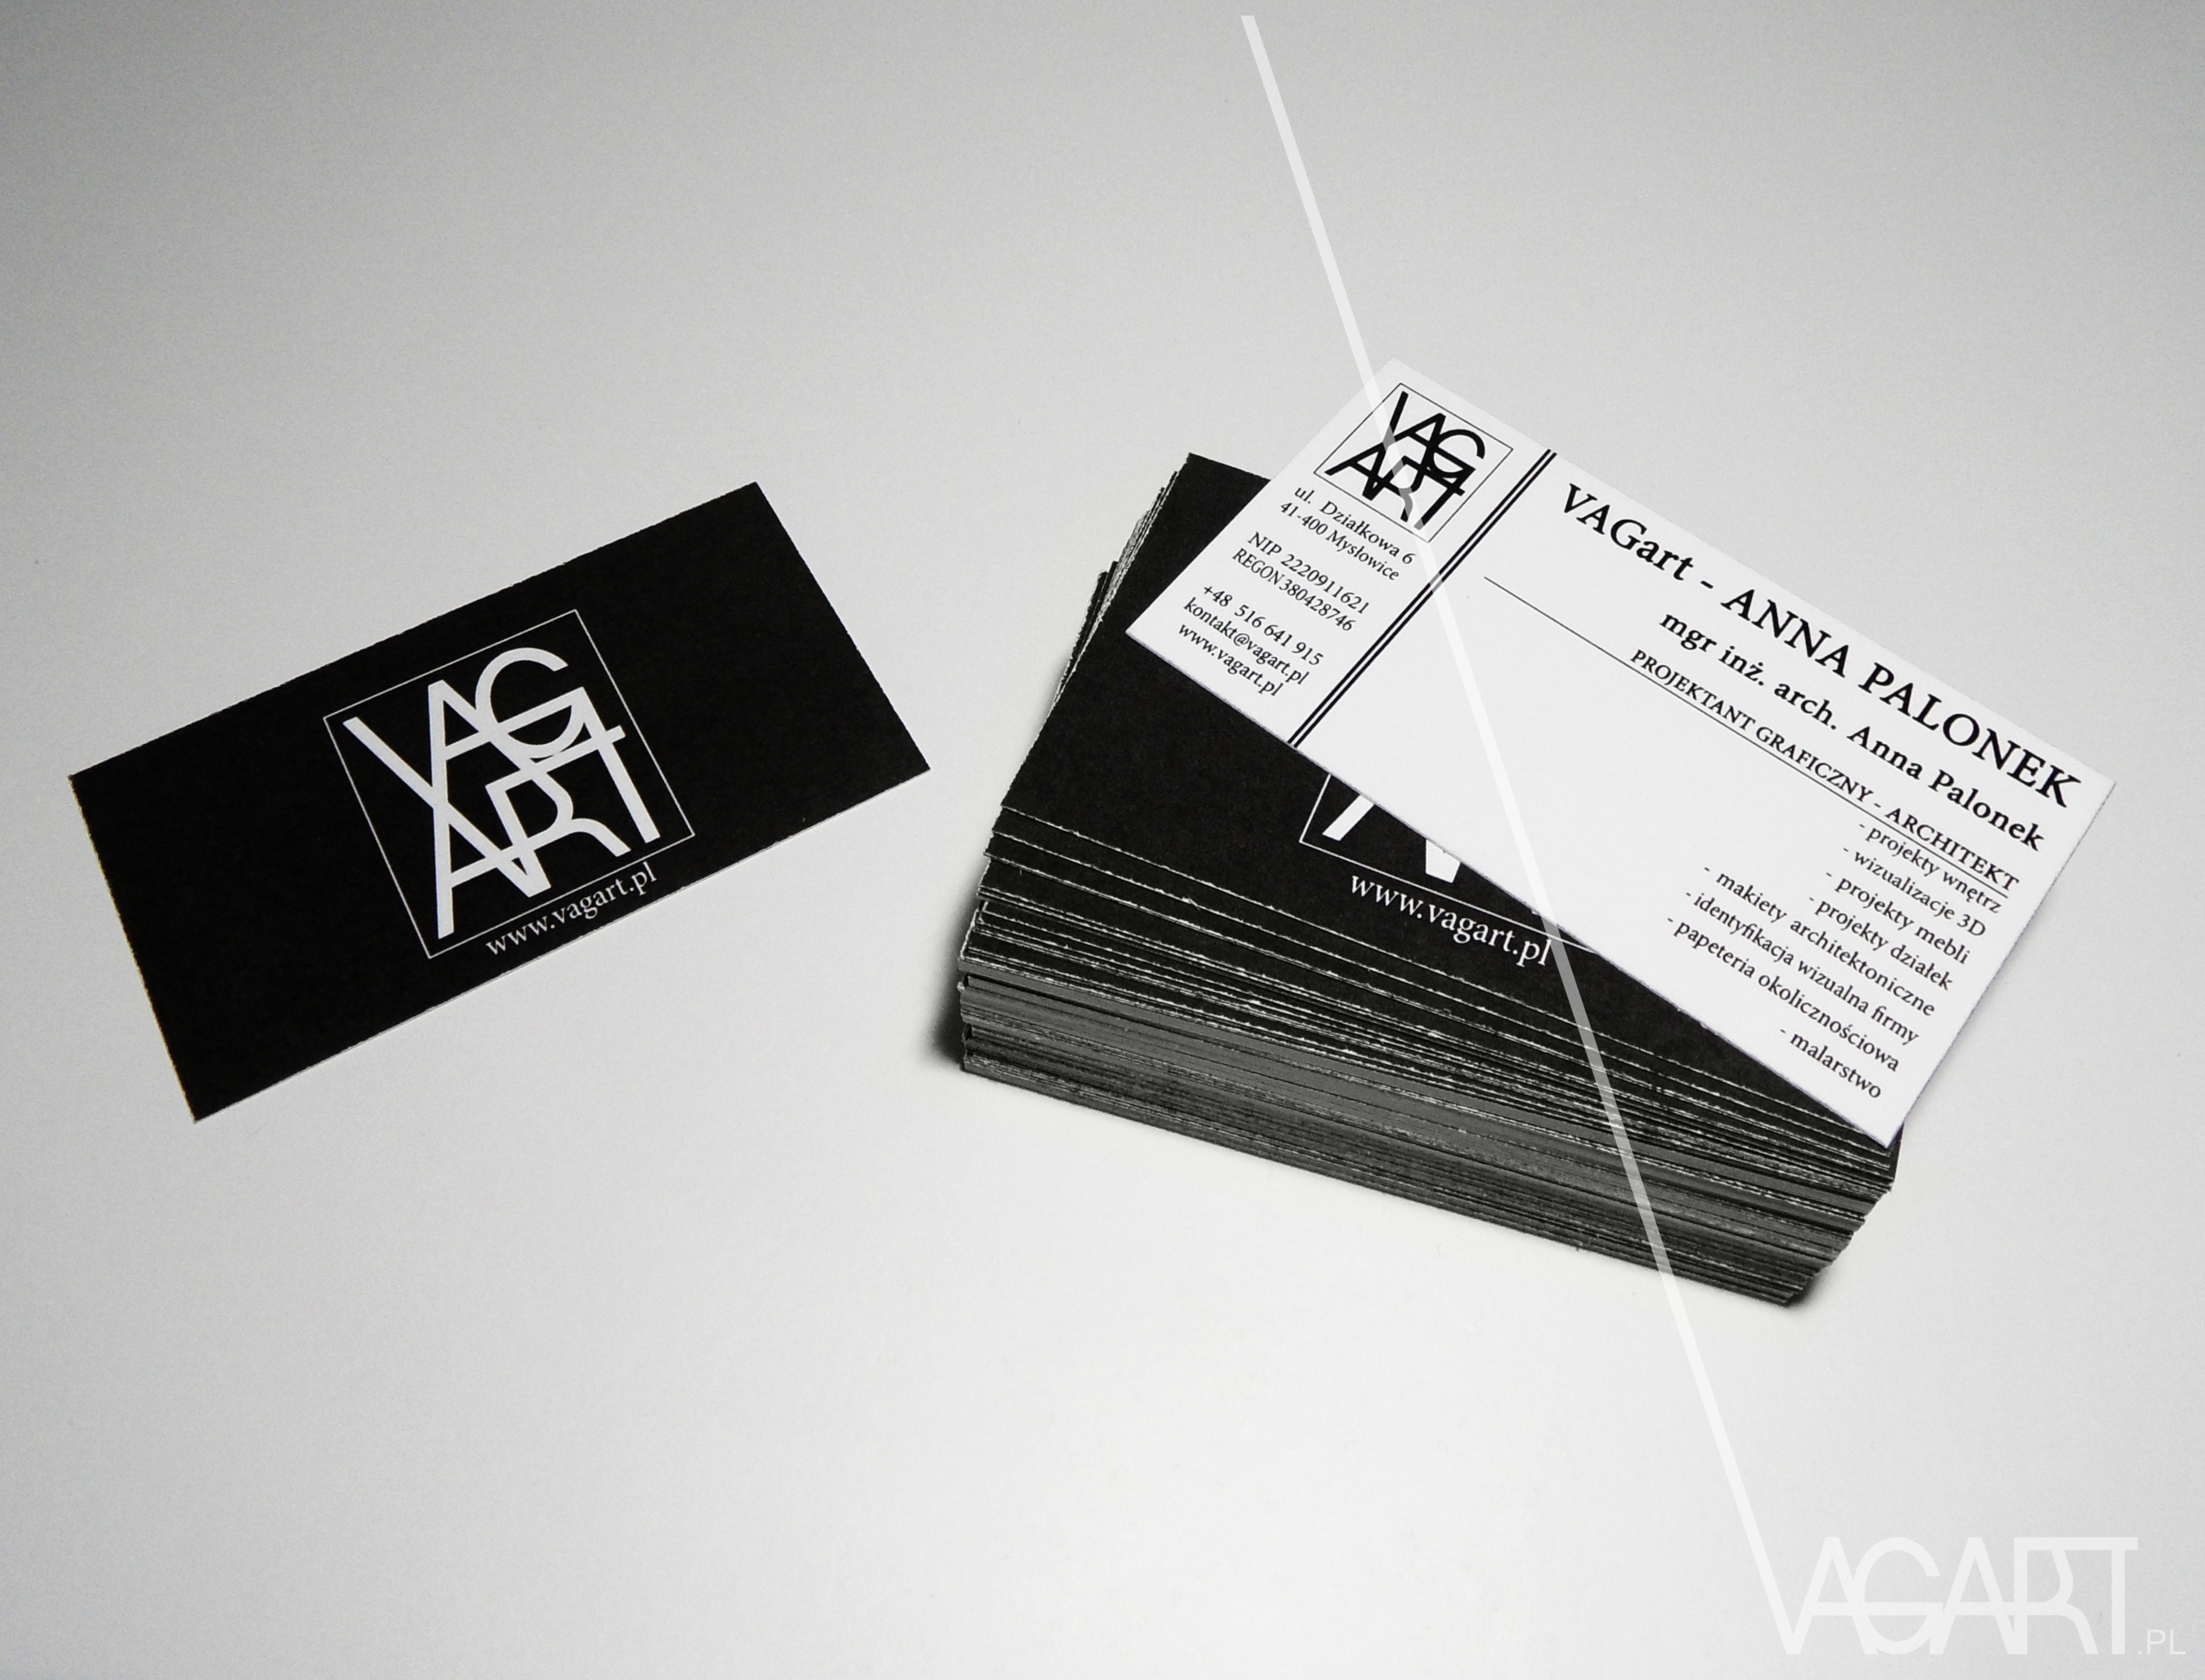 VAG
ART
www.vagart.pl
VAG
ART
ul. Działkowa 6
41-400 Mysłowice
NIP 2220911621
REGON 380428746
+48 516 641 915
kontakt@vagart.pl
www.vagart.pl
VAGart - ANNA PALONEK
mgr inż. arch. Anna Palonek
PROJEKTANT GRAFICZNY - ARCHITEKT
- projekty wnętrz
- wizualizacje 3D
- projekty mebli
- projekty działek
- makiety architektoniczne
- identyfikacja wizualna firmy
- papeteria okolicznościowa
- malarstwo
www.vagart.pl
VAGART.PL